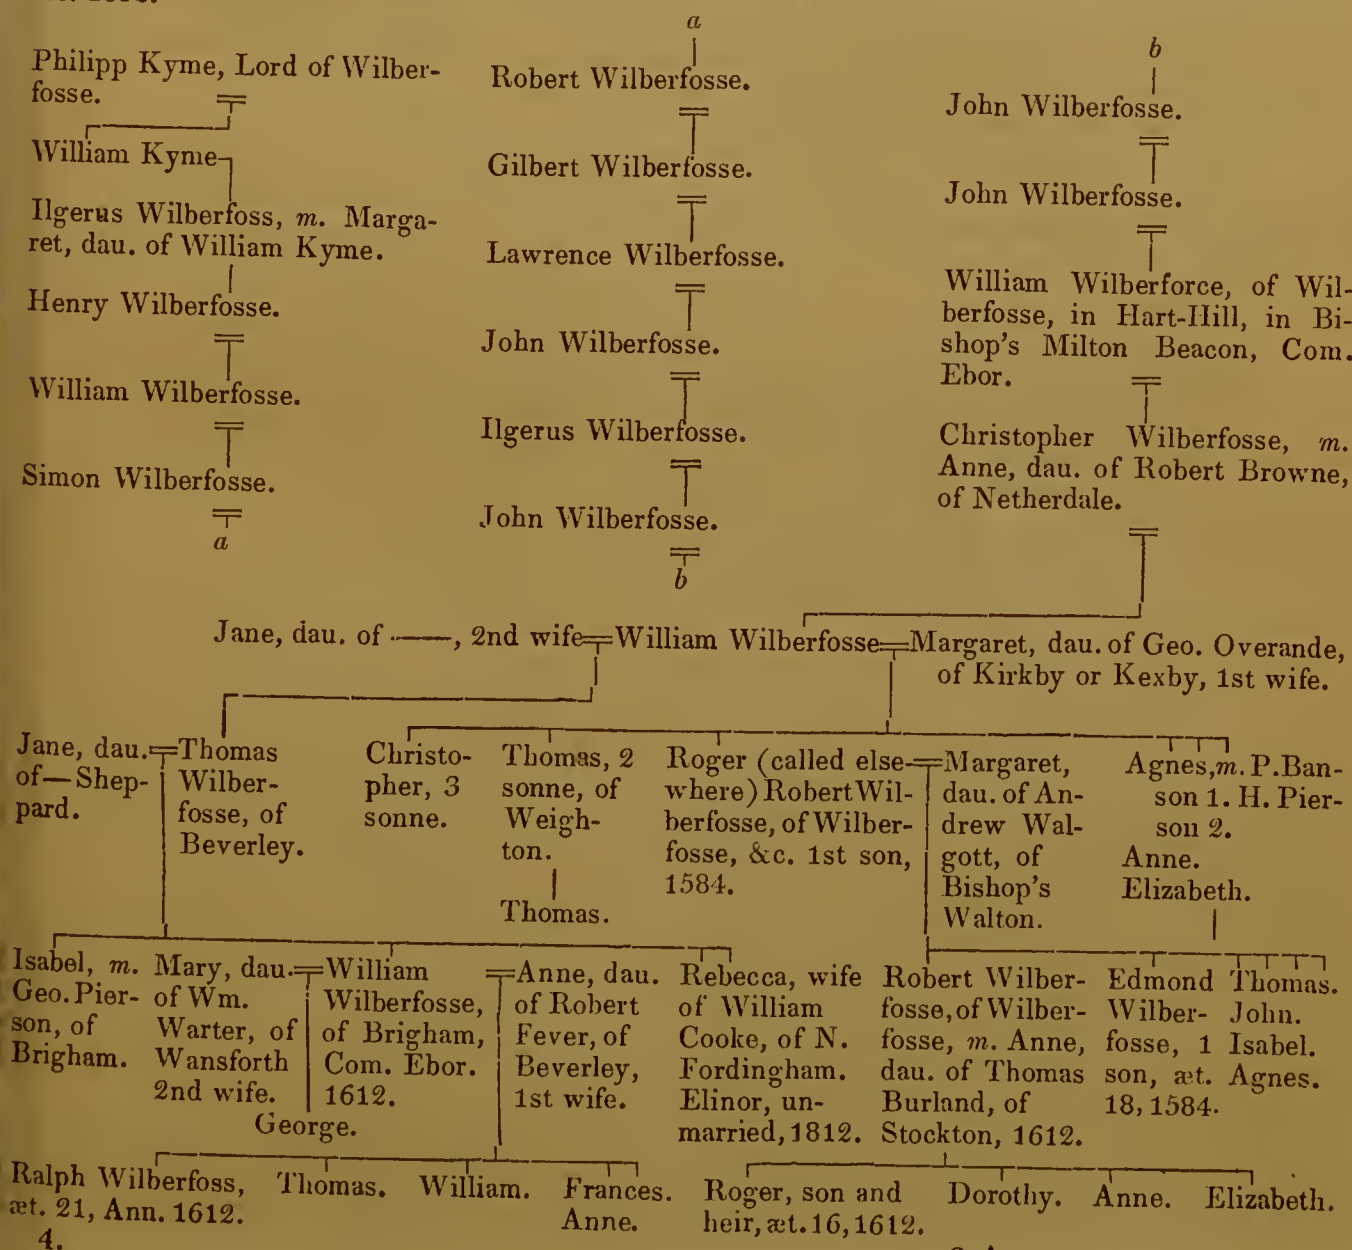 Philipp Kyme, Lord of Wilber-
fosse.
William Kyme
Ilgerus Wilberfoss, m. Marga-
ret, dau. of William Kyme.
Henry Wilberfosse.
William Wilberfosse.
Simon Wilberfosse.
a
a
Robert Wilberfosse.
Gilbert Wilberfosse.
Lawrence Wilberfosse.
John Wilberfosse.
Ilgerus Wilberfosse.
John Wilberfosse.
b
b
John Wilberfosse.
John Wilberfosse.
William Wilberforce, of Wil-
berfosse, in Hart-Hill, in Bi-
shop's Milton Beacon, Com.
Ebor.
Christopher Wilberfosse, m.
Anne, dau. of Robert Browne,
of Netherdale.
Jane, dau. of ——, 2nd wife
William Wilberfosse
Margaret, dau. of Geo. Overande,
of Kirkby or Kexby, 1st wife.
Jane, dau.
of—Shep-
pard.
Thomas
Wilber-
fosse, of
Beverley.
Christo-
pher, 3
sonne.
Thomas, 2
sonne, of
Weigh-
ton.
Thomas.
Roger (called else-
where) Robert Wil-
berfosse, of Wilber-
fosse, &c. 1st son,
1584.
Margaret,
dau. of An-
drew Wal-
gott, of
Bishop's
Walton.
Agnes, m. P. Ban-
son 1. H. Pier-
son 2.
Anne.
Elizabeth.
Isabel, m.
Geo. Pier-
son, of
Brigham.
Mary, dau.
of Wm.
Warter, of
Wansforth
2nd wife.
William
Wilberfosse,
of Brigham,
Com. Ebor.
1612.
George.
Anne, dau.
of Robert
Fever, of
Beverley,
1st wife.
Rebecca, wife
of William
Cooke, of N.
Fordingham.
Elinor, un-
married, 1812.
Robert Wilber-
fosse, of Wilber-
fosse, m. Anne,
dau. of Thomas
Burland, of
Stockton, 1612.
Edmond
Wilber-
fosse, 1
son, æt.
18, 1584.
Thomas.
John.
Isabel.
Agnes.
Ralph Wilberfoss,
æt. 21, Ann. 1612.
Thomas.
William.
Frances.
Anne.
Roger, son and
heir, æt. 16, 1612.
Dorothy.
Anne.
Elizabeth.
4.